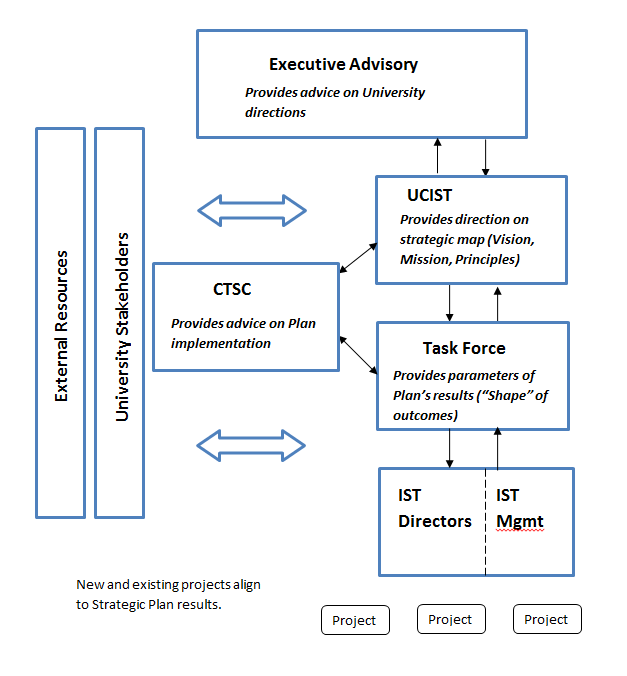 Executive Advisory
Provides advice on University
directions
External Resources
University Stakeholders
UCIST
Provides direction on
strategic map (Vision,
Mission, Principles)
CTSC
Provides advice on Plan
implementation
Task Force
Provides parameters of
Plan’s results (“Shape” of
outcomes)
IST
Directors
IST
Mgmt
New and existing projects align
to Strategic Plan results.
Project
Project
Project